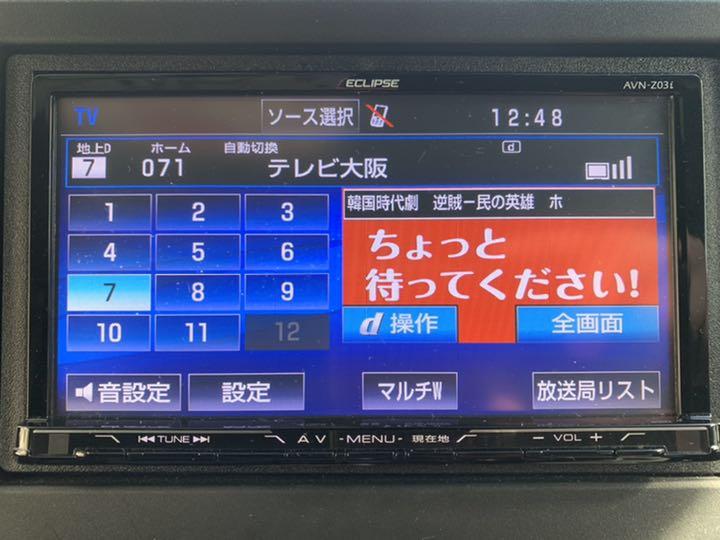 ECLIPSE
AVN-Z03i
TV
ソース選択
12:48
地上D ホーム 自動切換
d
7 071 テレビ大阪
1 2 3
4 5 6
7 8 9
10 11 12
韓国時代劇 逆賊ー民の英雄 ホ
ちょっと
待ってください!
d 操作
全画面
音設定
設定
マルチW
放送局リスト
TUNE
AV
-MENU-
現在地
− VOL +